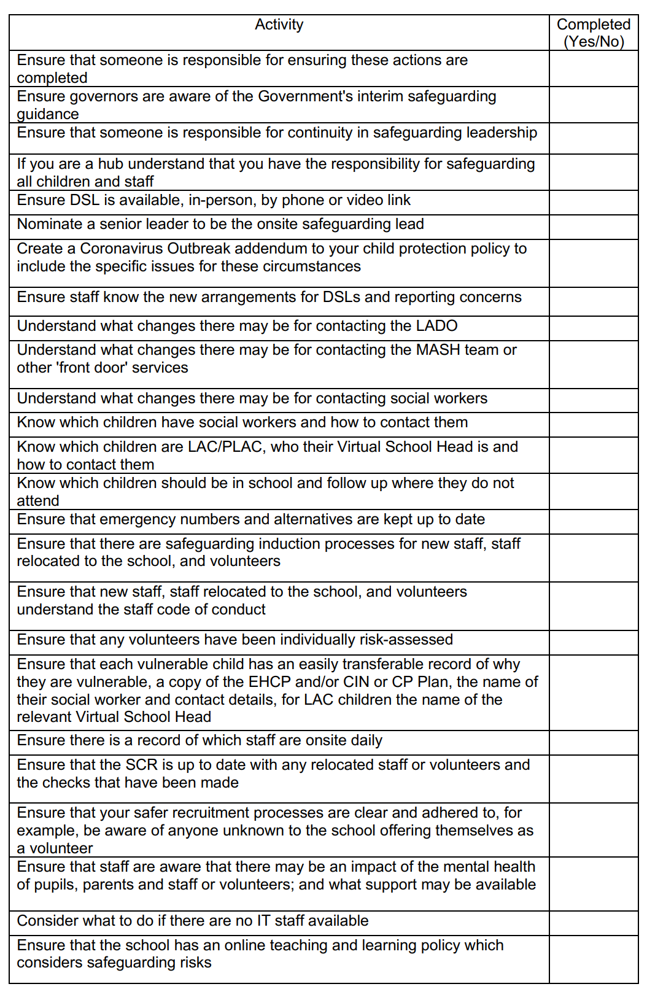 Activity
Completed
(Yes/No)
Ensure that someone is responsible for ensuring these actions are
completed
Ensure governors are aware of the Government's interim safeguarding
guidance
Ensure that someone is responsible for continuity in safeguarding leadership
If you are a hub understand that you have the responsibility for safeguarding
all children and staff
Ensure DSL is available, in-person, by phone or video link
Nominate a senior leader to be the onsite safeguarding lead
Create a Coronavirus Outbreak addendum to your child protection policy to
include the specific issues for these circumstances
Ensure staff know the new arrangements for DSLs and reporting concerns
Understand what changes there may be for contacting the LADO
Understand what changes there may be for contacting the MASH team or
other 'front door' services
Understand what changes there may be for contacting social workers
Know which children have social workers and how to contact them
Know which children are LAC/PLAC, who their Virtual School Head is and
how to contact them
Know which children should be in school and follow up where they do not
attend
Ensure that emergency numbers and alternatives are kept up to date
Ensure that there are safeguarding induction processes for new staff, staff
relocated to the school, and volunteers
Ensure that new staff, staff relocated to the school, and volunteers
understand the staff code of conduct
Ensure that any volunteers have been individually risk-assessed
Ensure that each vulnerable child has an easily transferable record of why
they are vulnerable, a copy of the EHCP and/or CIN or CP Plan, the name of
their social worker and contact details, for LAC children the name of the
relevant Virtual School Head
Ensure there is a record of which staff are onsite daily
Ensure that the SCR is up to date with any relocated staff or volunteers and
the checks that have been made
Ensure that your safer recruitment processes are clear and adhered to, for
example, be aware of anyone unknown to the school offering themselves as
a volunteer
Ensure that staff are aware that there may be an impact of the mental health
of pupils, parents and staff or volunteers; and what support may be available
Consider what to do if there are no IT staff available
Ensure that the school has an online teaching and learning policy which
considers safeguarding risks